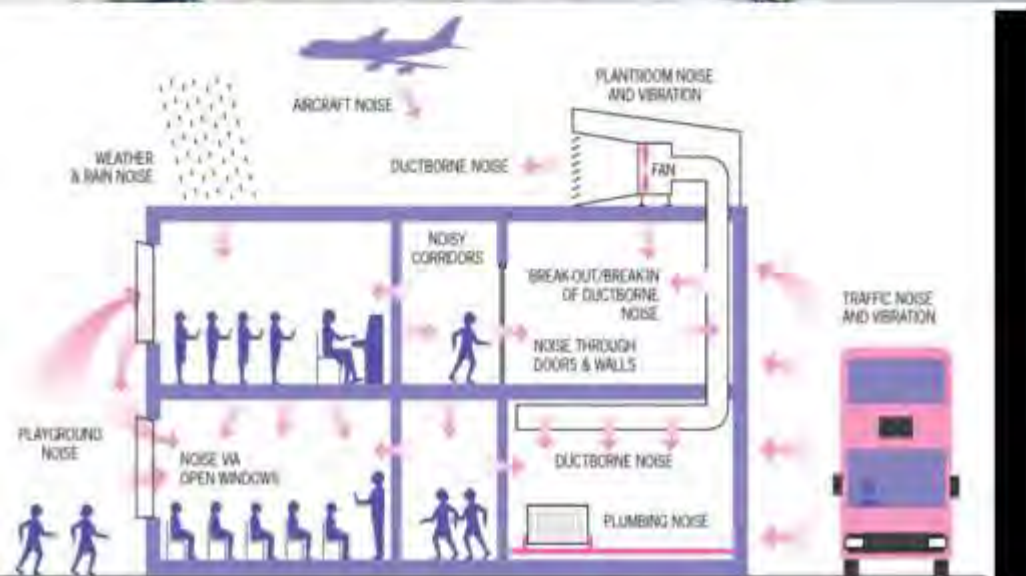 PLANTROOM NOISE
AND VIBRATION
AIRCRAFT NOISE
WEATHER
& RAIN NOISE
DUCTBORNE NOISE
FAN
NOISY
CORRIDORS
BREAK-OUT/BREAK-IN
OF DUCTBORNE
NOISE
TRAFFIC NOISE
AND VIBRATION
NOISE THROUGH
DOORS & WALLS
PLAYGROUND
NOISE
NOISE VIA
OPEN WINDOWS
DUCTBORNE NOISE
PLUMBING NOISE